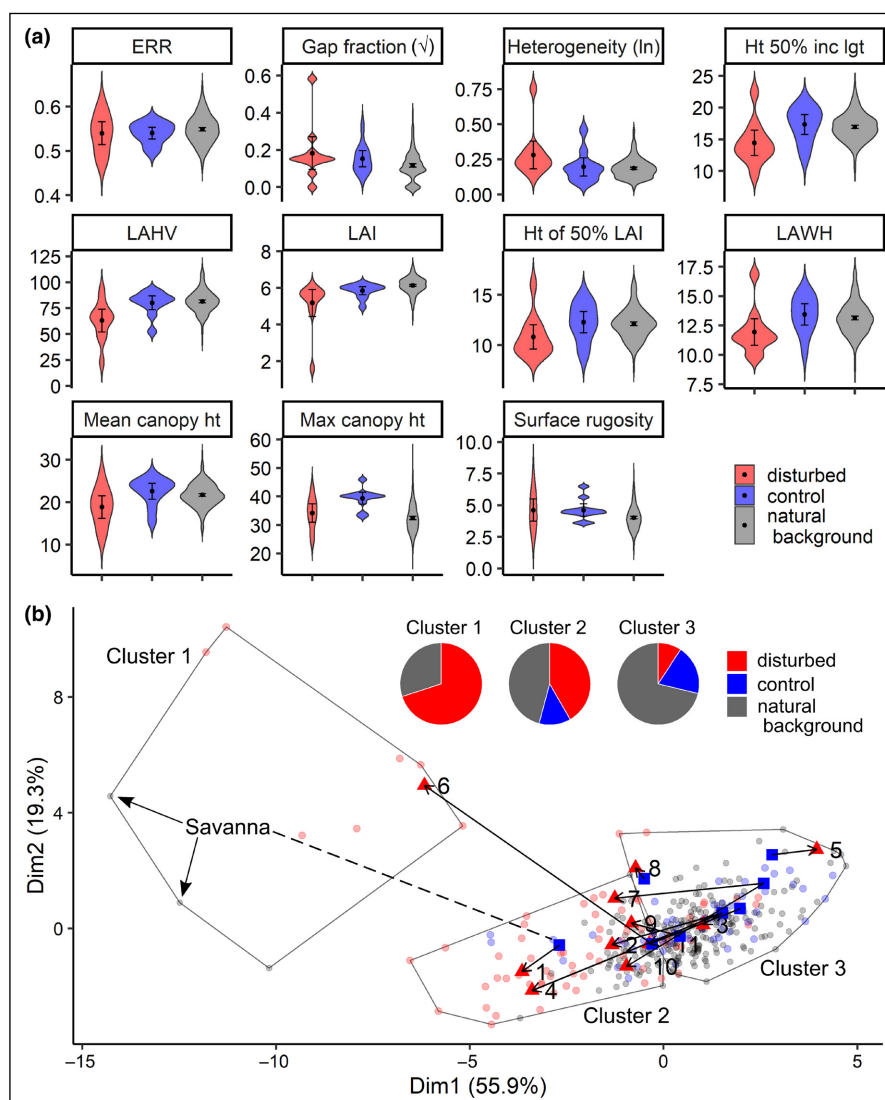 (a)
ERR
Gap fraction (√)
Heterogeneity (ln)
Ht 50% inc lgt
0.6
0.5
0.4
0.6
0.4
0.2
0.0
0.75
0.50
0.25
0.00
25
20
15
10
LAHV
LAI
Ht of 50% LAI
LAWH
125
100
75
50
25
0
8
6
4
2
0
15
10
17.5
15.0
12.5
10.0
7.5
Mean canopy ht
Max canopy ht
Surface rugosity
30
20
10
60
50
40
30
20
10.0
7.5
5.0
2.5
0.0
disturbed
control
natural
background
(b)
Cluster 1
Cluster 1
Cluster 2
Cluster 3
disturbed
control
natural
background
Savanna
6
5
8
7
9
3
2
11
10
1
4
Cluster 3
Cluster 2
8
4
0
Dim2 (19.3%)
−15
−10
−5
0
5
Dim1 (55.9%)